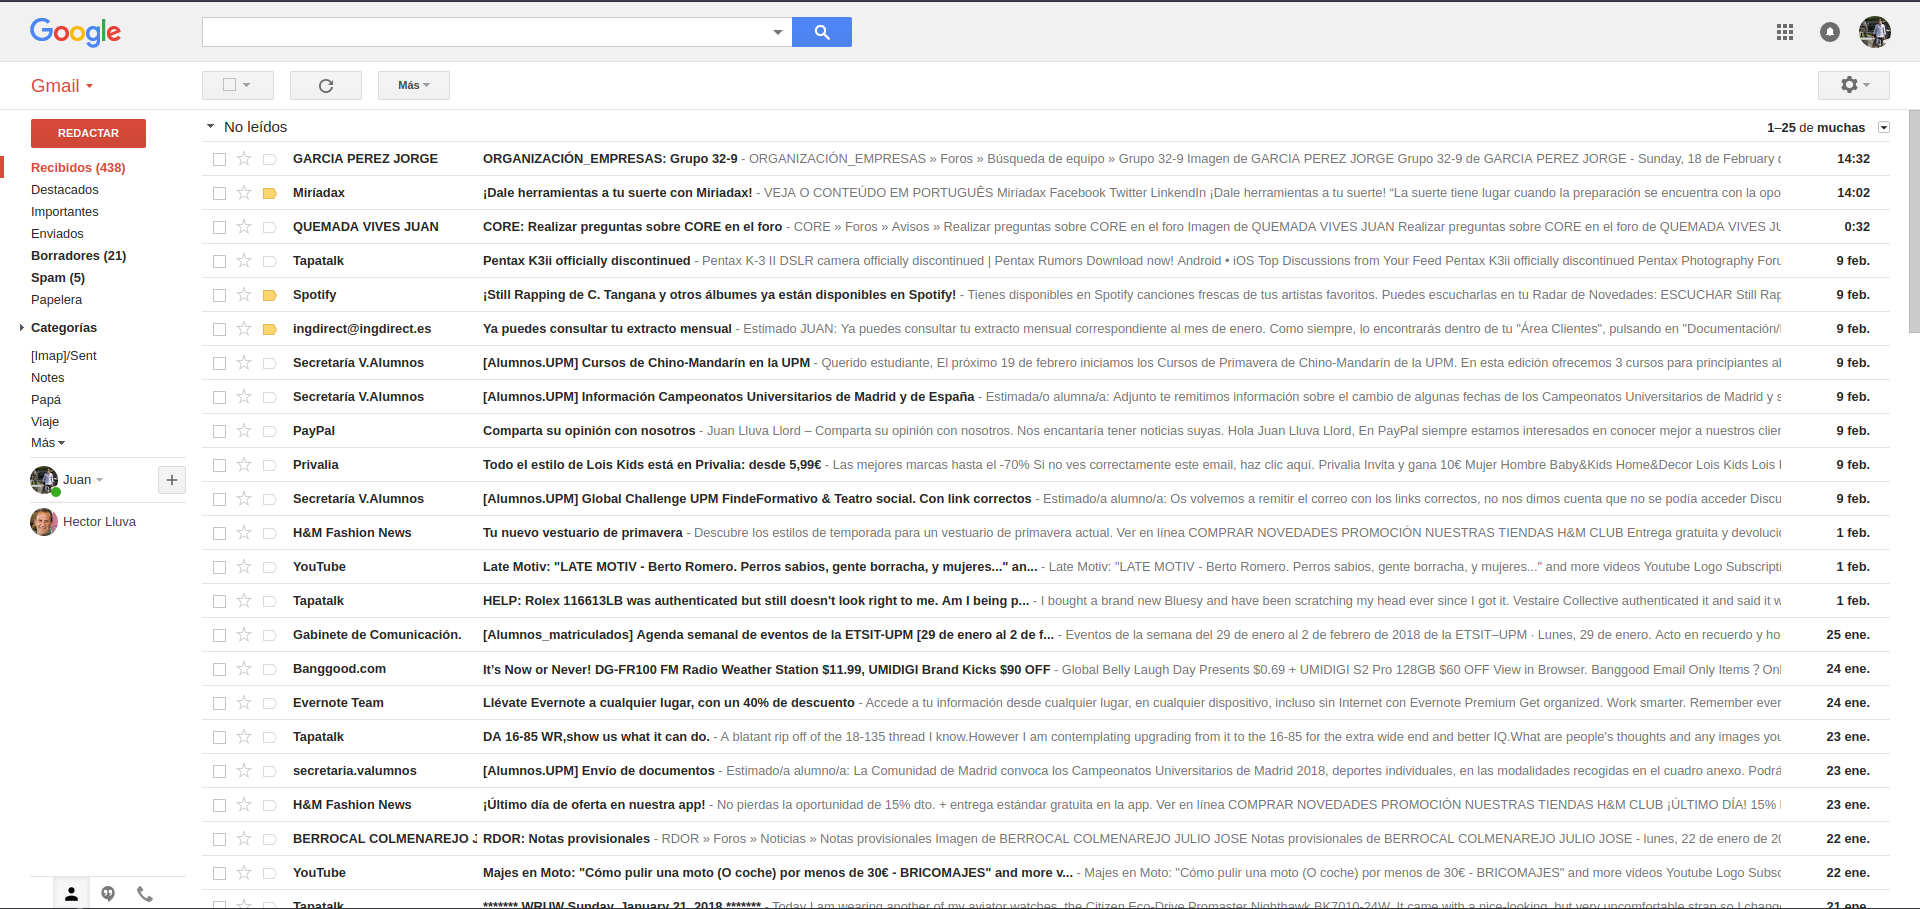 Google
Gmail
Más
REDACTAR
Recibidos (438)
Destacados
Importantes
Enviados
Borradores (21)
Spam (5)
Papelera
Categorías
[Imap]/Sent
Notes
Papá
Viaje
Más
Juan
Hector Lluva
No leídos 1–25 de muchas
GARCIA PEREZ JORGE ORGANIZACIÓN_EMPRESAS: Grupo 32-9 - ORGANIZACIÓN_EMPRESAS » Foros » Búsqueda de equipo » Grupo 32-9 Imagen de GARCIA PEREZ JORGE Grupo 32-9 de GARCIA PEREZ JORGE - Sunday, 18 de February 14:32
Miríadax ¡Dale herramientas a tu suerte con Miriadax! - VEJA O CONTEÚDO EM PORTUGUÊS Miríadax Facebook Twitter LinkendIn ¡Dale herramientas a tu suerte! “La suerte tiene lugar cuando la preparación se encuentra con la opo 14:02
QUEMADA VIVES JUAN CORE: Realizar preguntas sobre CORE en el foro - CORE » Foros » Avisos » Realizar preguntas sobre CORE en el foro Imagen de QUEMADA VIVES JUAN Realizar preguntas sobre CORE en el foro de QUEMADA VIVES JU 0:32
Tapatalk Pentax K3ii officially discontinued - Pentax K-3 II DSLR camera officially discontinued | Pentax Rumors Download now! Android • iOS Top Discussions from Your Feed Pentax K3ii officially discontinued Pentax Photography Foru 9 feb.
Spotify ¡Still Rapping de C. Tangana y otros álbumes ya están disponibles en Spotify! - Tienes disponibles en Spotify canciones frescas de tus artistas favoritos. Puedes escucharlas en tu Radar de Novedades: ESCUCHAR Still Rap 9 feb.
ingdirect@ingdirect.es Ya puedes consultar tu extracto mensual - Estimado JUAN: Ya puedes consultar tu extracto mensual correspondiente al mes de enero. Como siempre, lo encontrarás dentro de tu "Área Clientes", pulsando en "Documentación/ 9 feb.
Secretaría V.Alumnos [Alumnos.UPM] Cursos de Chino-Mandarín en la UPM - Querido estudiante, El próximo 19 de febrero iniciamos los Cursos de Primavera de Chino-Mandarín de la UPM. En esta edición ofrecemos 3 cursos para principiantes al 9 feb.
Secretaría V.Alumnos [Alumnos.UPM] Información Campeonatos Universitarios de Madrid y de España - Estimada/o alumna/a: Adjunto te remitimos información sobre el cambio de algunas fechas de los Campeonatos Universitarios de Madrid y s 9 feb.
PayPal Comparta su opinión con nosotros - Juan Lluva Llord – Comparta su opinión con nosotros. Nos encantaría tener noticias suyas. Hola Juan Lluva Llord, En PayPal siempre estamos interesados en conocer mejor a nuestros clien 9 feb.
Privalia Todo el estilo de Lois Kids está en Privalia: desde 5,99€ - Las mejores marcas hasta el -70% Si no ves correctamente este email, haz clic aquí. Privalia Invita y gana 10€ Mujer Hombre Baby&Kids Home&Decor Lois Kids Lois 9 feb.
Secretaría V.Alumnos [Alumnos.UPM] Global Challenge UPM FindeFormativo & Teatro social. Con link correctos - Estimado/a alumno/a: Os volvemos a remitir el correo con los links correctos, no nos dimos cuenta que no se podía acceder Discu 9 feb.
H&M Fashion News Tu nuevo vestuario de primavera - Descubre los estilos de temporada para un vestuario de primavera actual. Ver en línea COMPRAR NOVEDADES PROMOCIÓN NUESTRAS TIENDAS H&M CLUB Entrega gratuita y devolució 1 feb.
YouTube Late Motiv: "LATE MOTIV - Berto Romero. Perros sabios, gente borracha, y mujeres..." an... - Late Motiv: "LATE MOTIV - Berto Romero. Perros sabios, gente borracha, y mujeres..." and more videos Youtube Logo Subscripti 1 feb.
Tapatalk HELP: Rolex 116613LB was authenticated but still doesn't look right to me. Am I being p... - I bought a brand new Bluesy and have been scratching my head ever since I got it. Vestaire Collective authenticated it and said it w 1 feb.
Gabinete de Comunicación. [Alumnos_matriculados] Agenda semanal de eventos de la ETSIT-UPM [29 de enero al 2 de f... - Eventos de la semana del 29 de enero al 2 de febrero de 2018 de la ETSIT–UPM · Lunes, 29 de enero. Acto en recuerdo y ho 25 ene.
Banggood.com It’s Now or Never! DG-FR100 FM Radio Weather Station $11.99, UMIDIGI Brand Kicks $90 OFF - Global Belly Laugh Day Presents $0.69 + UMIDIGI S2 Pro 128GB $60 OFF View in Browser. Banggood Email Only Items ? Onl 24 ene.
Evernote Team Llévate Evernote a cualquier lugar, con un 40% de descuento - Accede a tu información desde cualquier lugar, en cualquier dispositivo, incluso sin Internet con Evernote Premium Get organized. Work smarter. Remember ever 24 ene.
Tapatalk DA 16-85 WR,show us what it can do. - A blatant rip off of the 18-135 thread I know.However I am contemplating upgrading from it to the 16-85 for the extra wide end and better IQ.What are people's thoughts and any images you 23 ene.
secretaria.valumnos [Alumnos.UPM] Envío de documentos - Estimado/a alumno/a: La Comunidad de Madrid convoca los Campeonatos Universitarios de Madrid 2018, deportes individuales, en las modalidades recogidas en el cuadro anexo. Podrá 23 ene.
H&M Fashion News ¡Último día de oferta en nuestra app! - No pierdas la oportunidad de 15% dto. + entrega estándar gratuita en la app. Ver en línea COMPRAR NOVEDADES PROMOCIÓN NUESTRAS TIENDAS H&M CLUB ¡ÚLTIMO DÍA! 15% 23 ene.
BERROCAL COLMENAREJO J RDOR: Notas provisionales - RDOR » Foros » Noticias » Notas provisionales Imagen de BERROCAL COLMENAREJO JULIO JOSE Notas provisionales de BERROCAL COLMENAREJO JULIO JOSE - lunes, 22 de enero de 20 22 ene.
YouTube Majes en Moto: "Cómo pulir una moto (O coche) por menos de 30€ - BRICOMAJES" and more v... - Majes en Moto: "Cómo pulir una moto (O coche) por menos de 30€ - BRICOMAJES" and more videos Youtube Logo Subsc 22 ene.
Tapatalk ******* WRUW Sunday, January 21, 2018 ******* - Today I am wearing another of my aviator watches, the Citizen Eco-Drive Promaster Nighthawk BK7010-24W. It came with a nice-looking, but very uncomfortable strap so I change 21 ene.